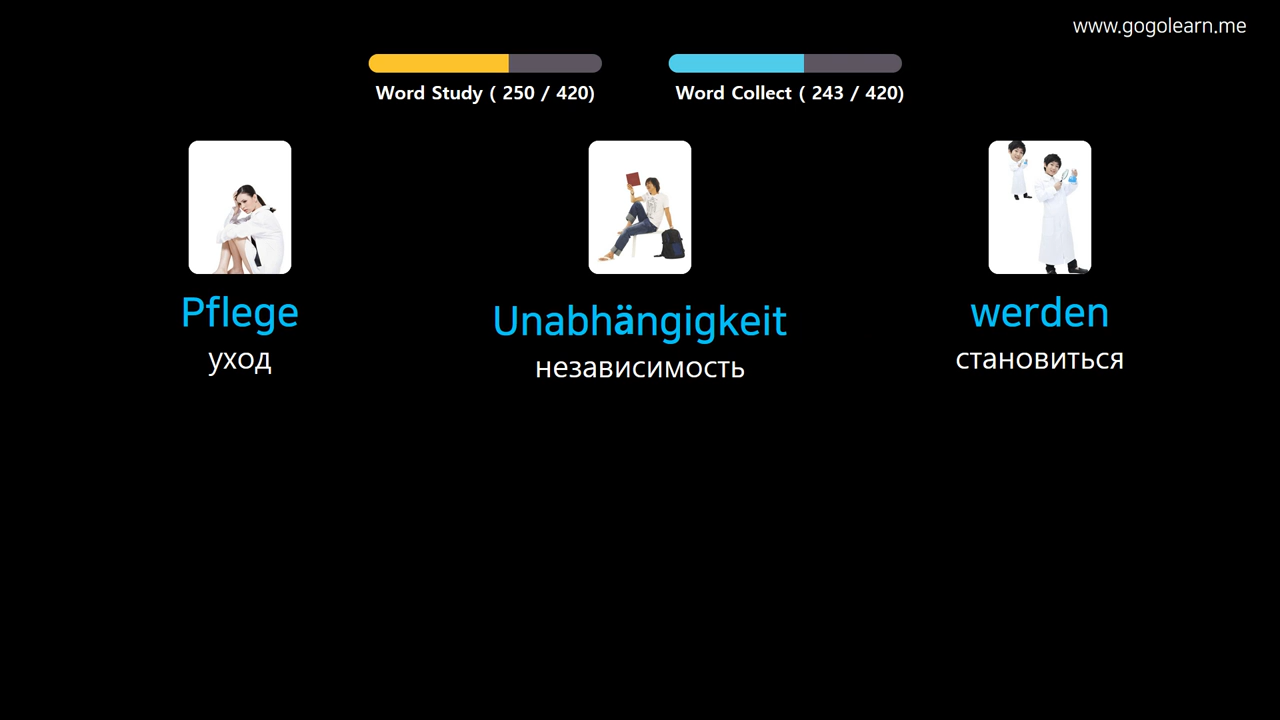 www.gogolearn.me
Word Study ( 250 / 420)
Word Collect ( 243 / 420)
Pflege
уход
Unabhängigkeit
независимость
werden
становиться